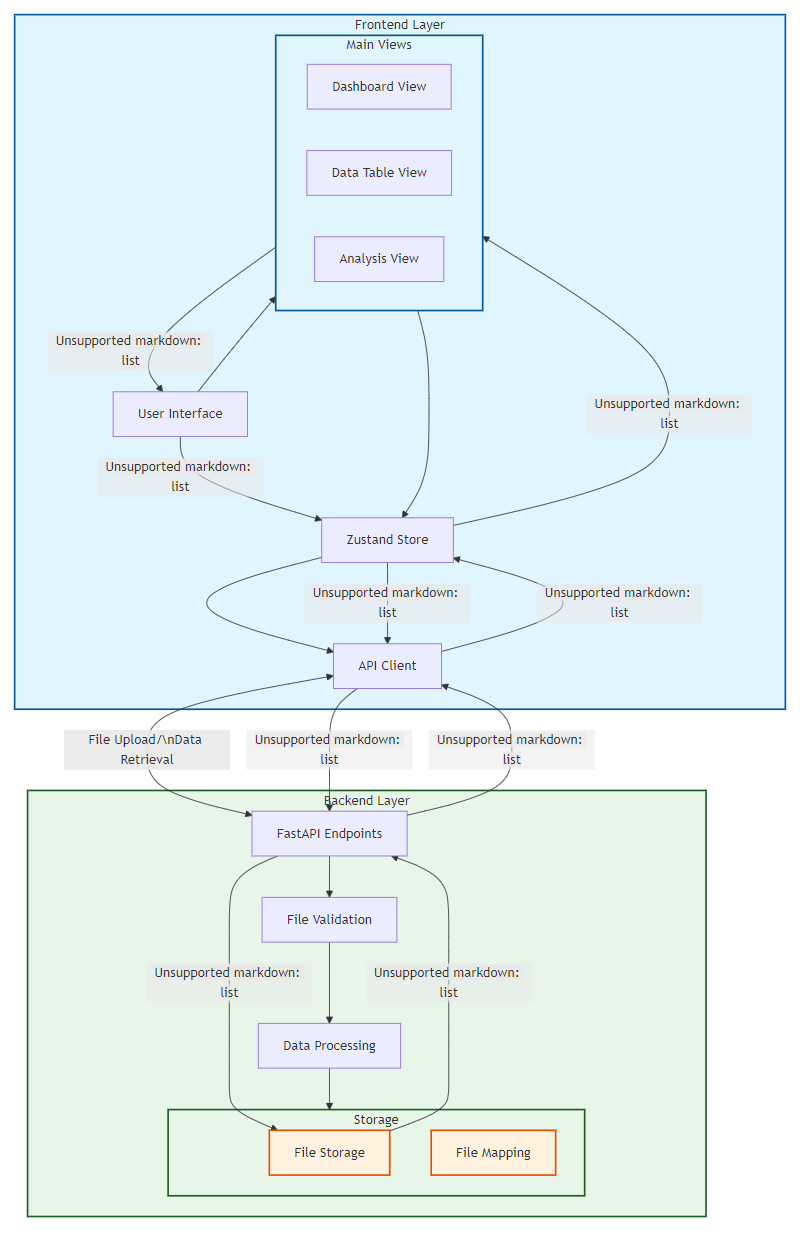 Frontend Layer
Main Views
Dashboard View
Data Table View
Analysis View
Unsupported markdown:
list
User Interface
Unsupported markdown:
list
Unsupported markdown:
list
Zustand Store
Unsupported markdown:
list
Unsupported markdown:
list
API Client
File Upload/\nData
Retrieval
Unsupported markdown:
list
Unsupported markdown:
list
Backend Layer
FastAPI Endpoints
File Validation
Unsupported markdown:
list
Unsupported markdown:
list
Data Processing
Storage
File Storage
File Mapping